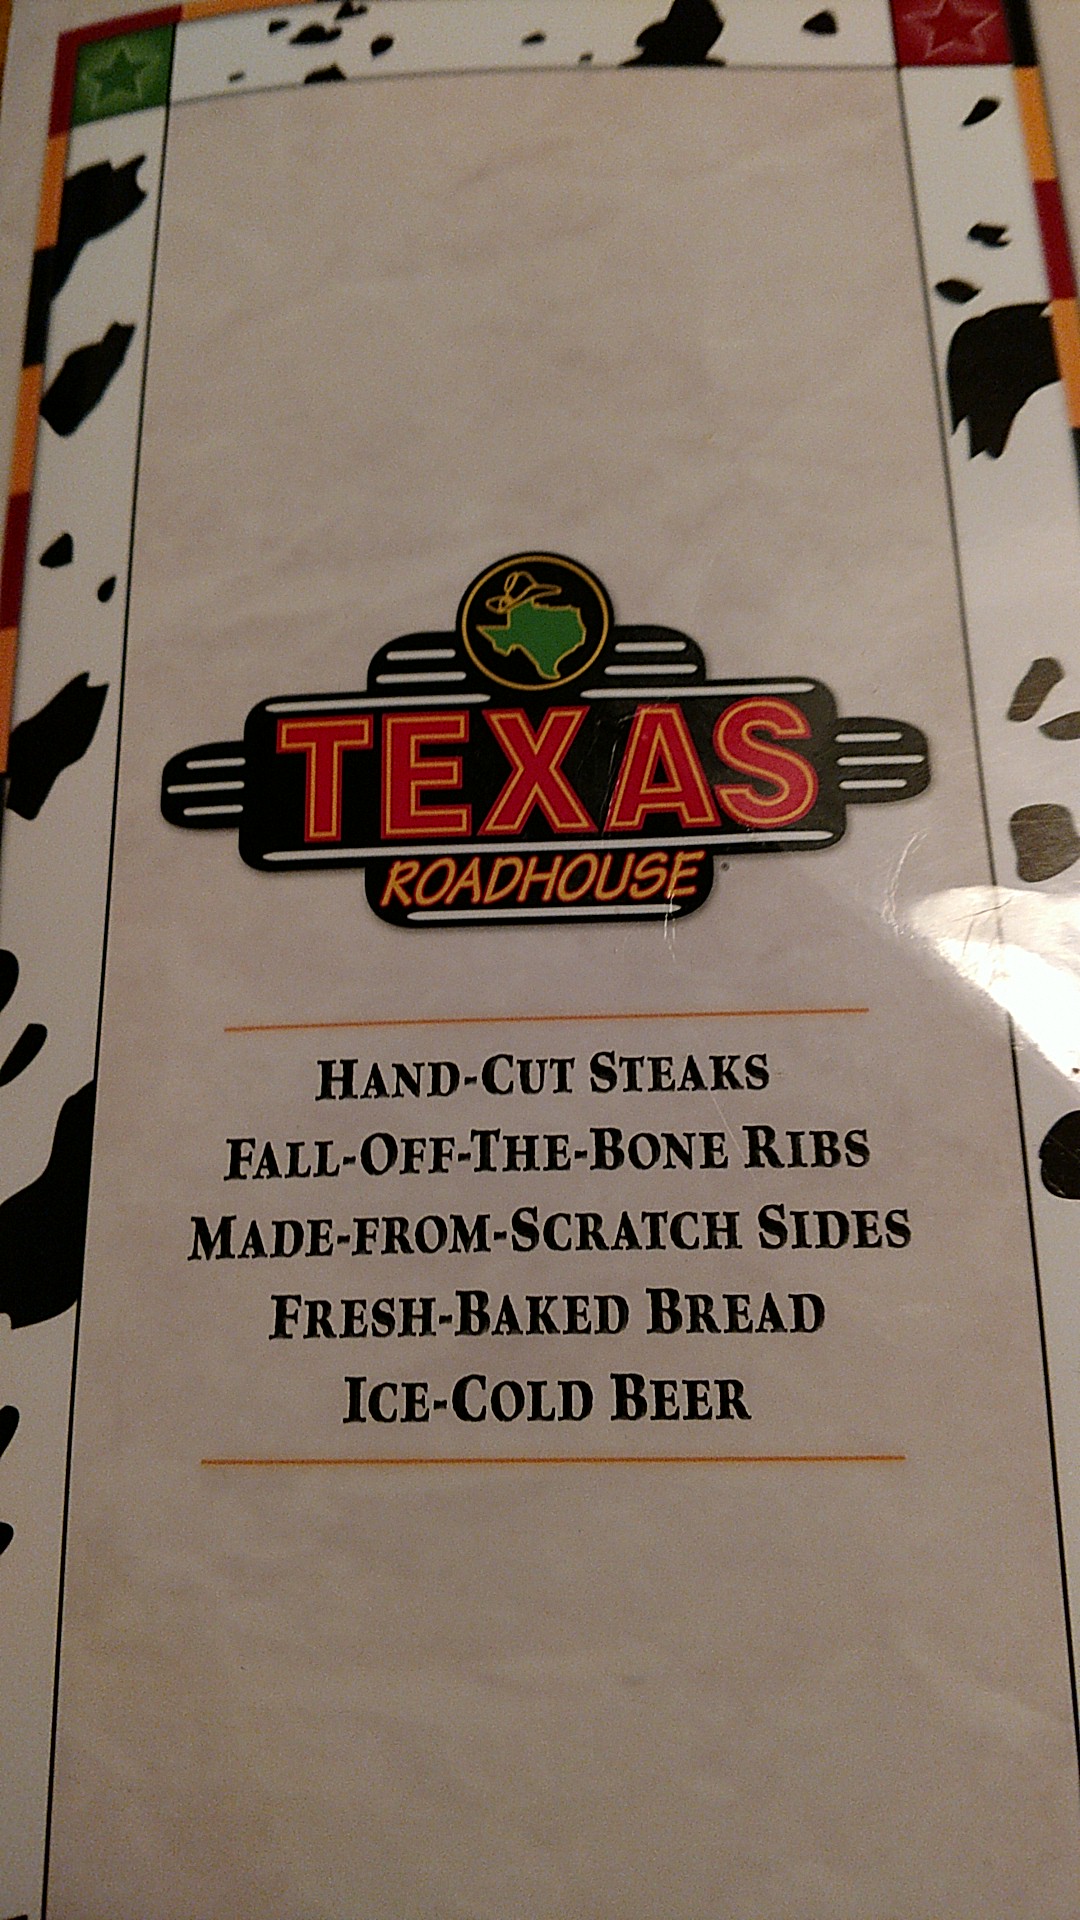 TEXAS
ROADHOUSE
HAND-CUT STEAKS
FALL-OFF-THE-BONE RIBS
MADE-FROM-SCRATCH SIDES
FRESH-BAKED BREAD
ICE-COLD BEER